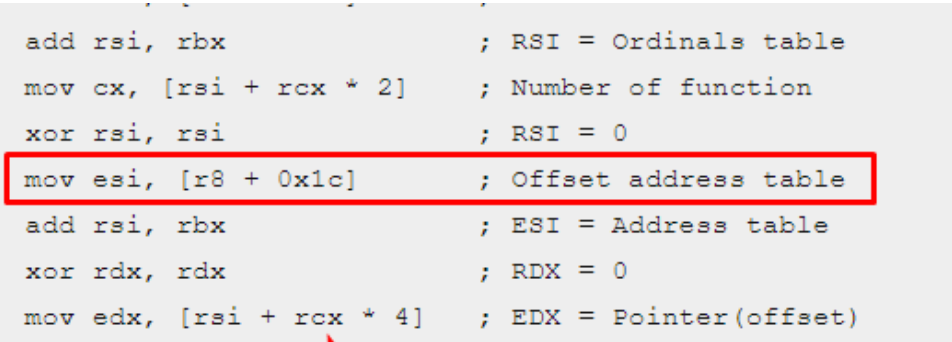 add rsi, rbx ; RSI = Ordinals table
mov cx, [rsi + rcx * 2] ; Number of function
xor rsi, rsi ; RSI = 0
mov esi, [r8 + 0x1c] ; Offset address table
add rsi, rbx ; ESI = Address table
xor rdx, rdx ; RDX = 0
mov edx, [rsi + rcx * 4] ; EDX = Pointer(offset)